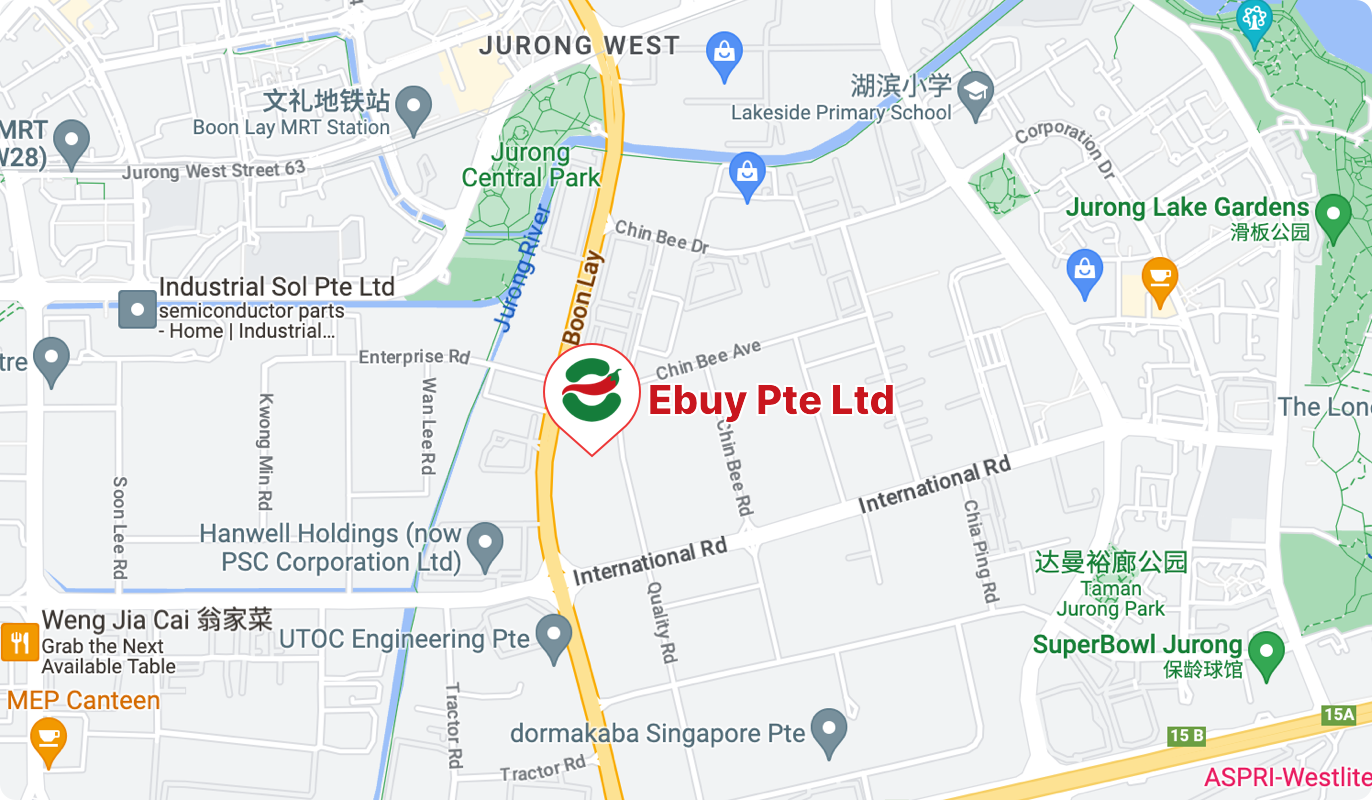 JURONG WEST
文礼地铁站
Boon Lay MRT Station
湖滨小学
Lakeside Primary School
MRT
W28)
Jurong West Street 63
Corporation Dr
Jurong
Central Park
Jurong River
Chin Bee Dr
Jurong Lake Gardens
滑板公园
Boon Lay
Industrial Sol Pte Ltd
semiconductor parts
- Home | Industrial...
tre
Enterprise Rd
Chin Bee Ave
Ebuy Pte Ltd
The Lon
Kwong Min Rd
Wan Lee Rd
Chin Bee Rd
Soon Lee Rd
International Rd
Hanwell Holdings (now
PSC Corporation Ltd)
International Rd
Chia Ping Rd
达曼裕廊公园
Taman
Jurong Park
Weng Jia Cai 翁家菜
Grab the Next
Available Table
UTOC Engineering Pte
Quality Rd
SuperBowl Jurong
保龄球馆
MEP Canteen
Tractor Rd
dormakaba Singapore Pte
15A
15 B
Tractor Rd
ASPRI-Westlite